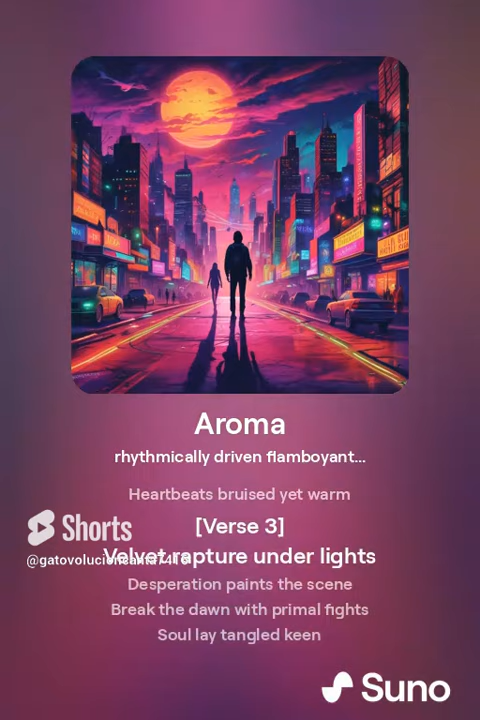 Aroma
rhythmically driven flamboyant...
Heartbeats bruised yet warm
[Verse 3]
Shorts
Velvet rapture under lights
Desperation paints the scene
Break the dawn with primal fights
Soul lay tangled keen
Suno